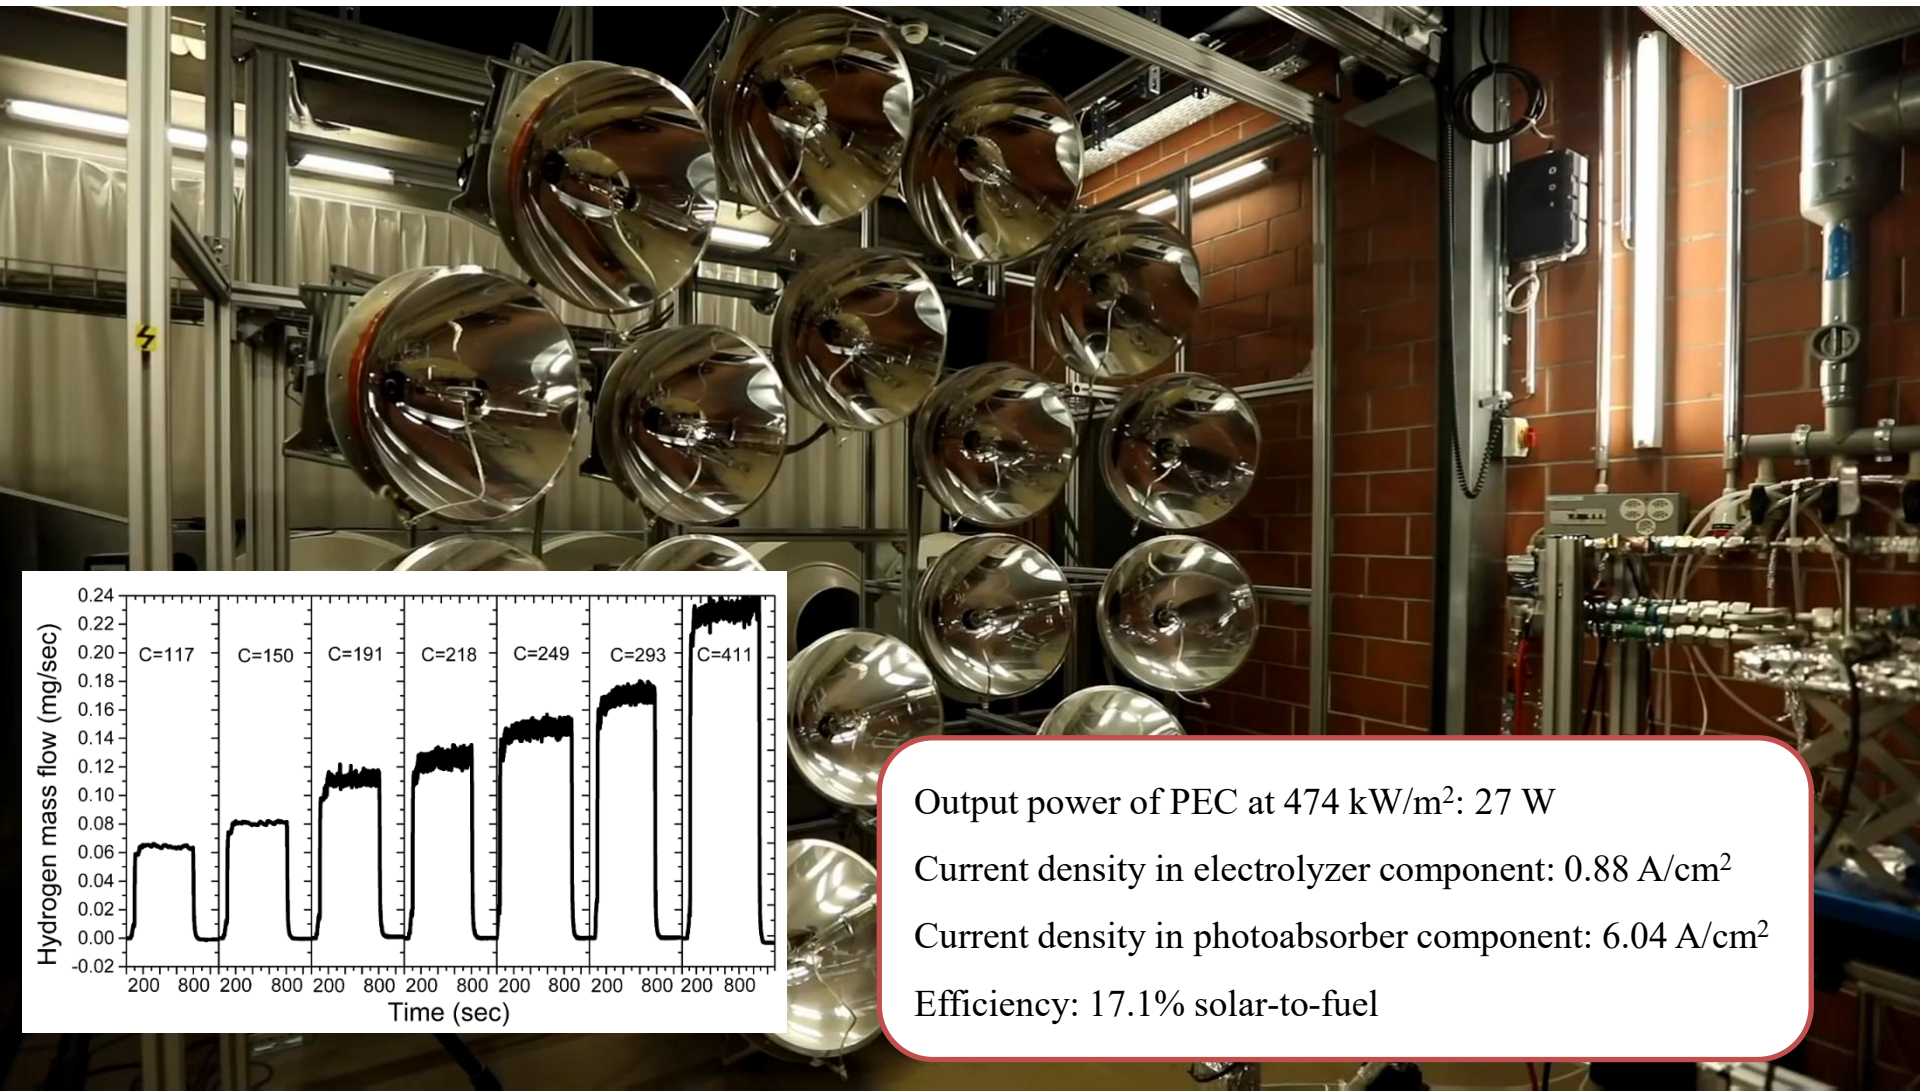 0.24
0.22
0.20
0.18
0.16
0.14
0.12
0.10
0.08
0.06
0.04
0.02
0.00
-0.02
Hydrogen mass flow (mg/sec)
C=117
C=150
C=191
C=218
C=249
C=293
C=411
200 800 200 800 200 800 200 800 200 800 200 800 200 800
Time (sec)
Output power of PEC at 474 kW/m²: 27 W
Current density in electrolyzer component: 0.88 A/cm²
Current density in photoabsorber component: 6.04 A/cm²
Efficiency: 17.1% solar-to-fuel